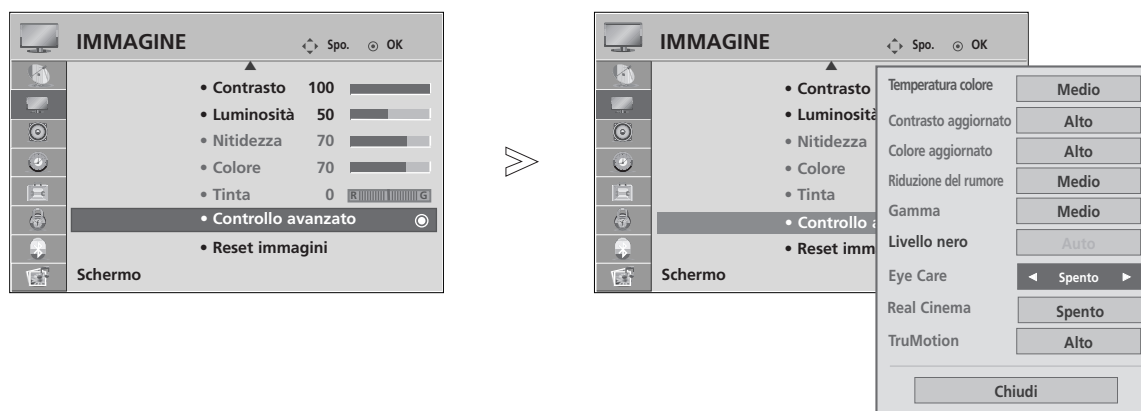 IMMAGINE Spo. OK
• Contrasto 100
• Luminosità 50
• Nitidezza 70
• Colore 70
• Tinta 0 R G
• Controllo avanzato
• Reset immagini
Schermo
IMMAGINE Spo. OK
• Contrasto
• Luminosità
• Nitidezza
• Colore
• Tinta
• Controllo a
• Reset imm
Schermo
Temperatura colore Medio
Contrasto aggiornato Alto
Colore aggiornato Alto
Riduzione del rumore Medio
Gamma Medio
Livello nero Auto
Eye Care ◄ Spento ►
Real Cinema Spento
TruMotion Alto
Chiudi